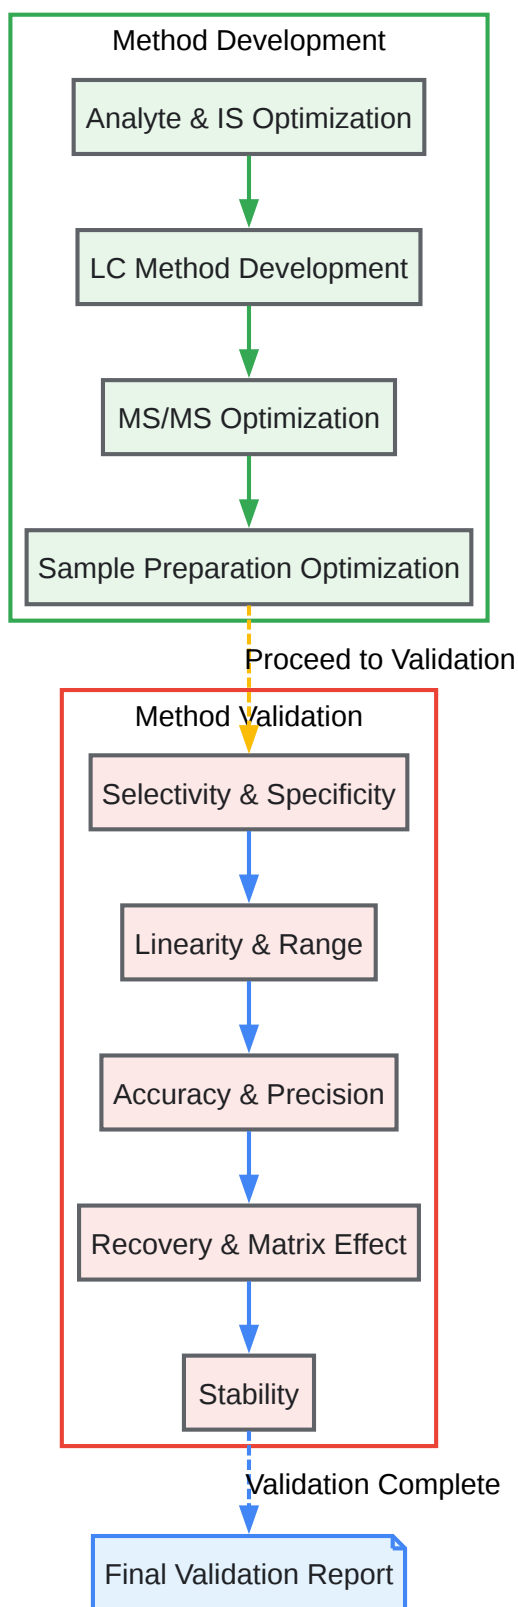 Method Development
Analyte & IS Optimization
LC Method Development
MS/MS Optimization
Sample Preparation Optimization
Proceed to Validation
Method Validation
Selectivity & Specificity
Linearity & Range
Accuracy & Precision
Recovery & Matrix Effect
Stability
Validation Complete
Final Validation Report